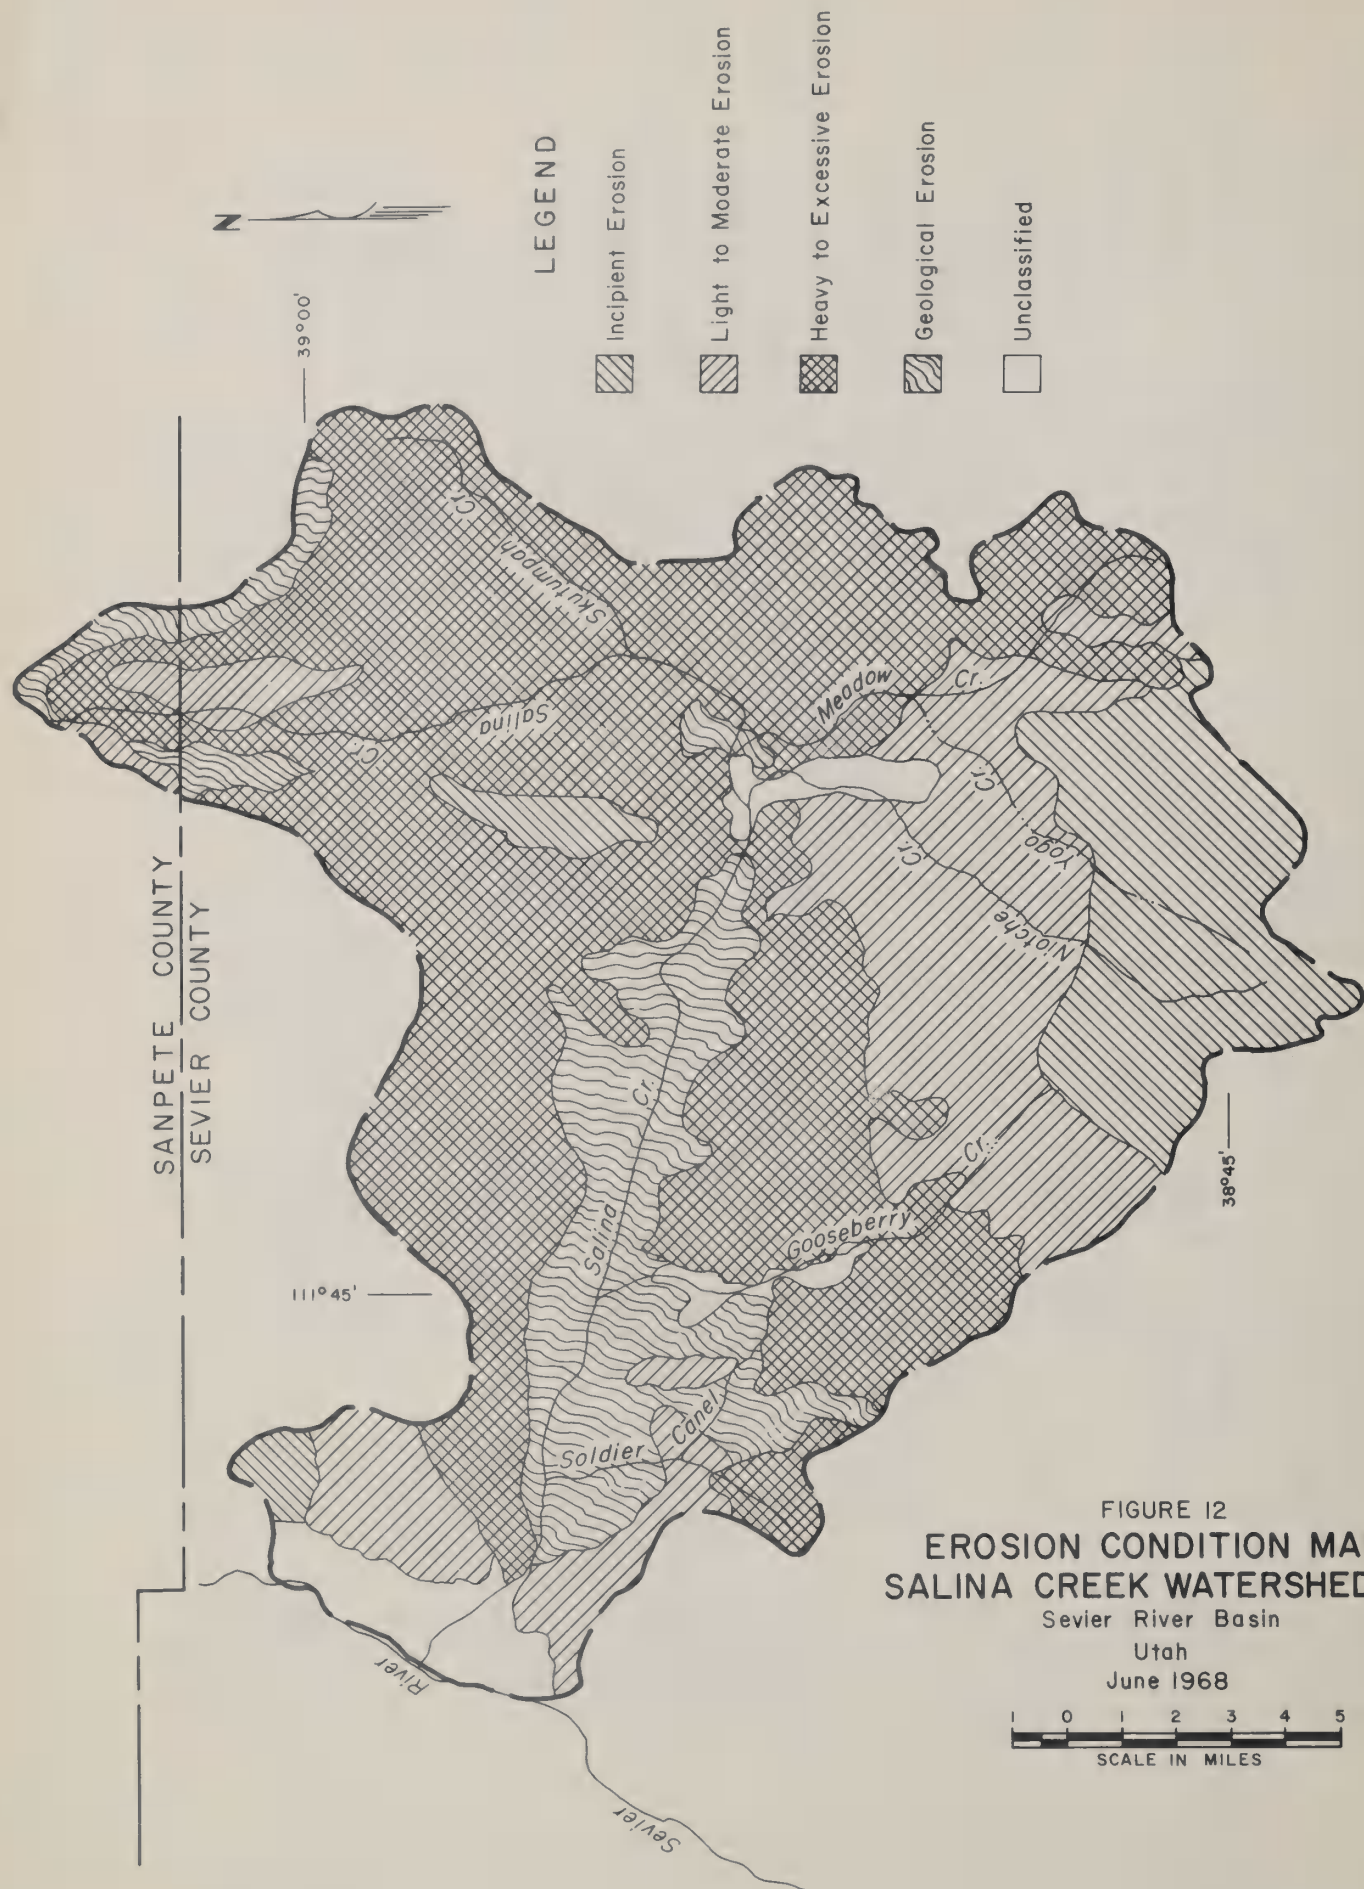 SANPETE COUNTY
SEVIER COUNTY
N
39°00'
111°45'
38°45'
LEGEND
Incipient Erosion
Light to Moderate Erosion
Heavy to Excessive Erosion
Geological Erosion
Unclassified
Cr.
Skutumpah
Salina
Cr.
Meadow
Cr.
Cr.
Yogo
Cr.
Niotche
Salina
Cr.
Gooseberry
Cr.
Soldier
Canel
River
Sevier
FIGURE 12
EROSION CONDITION MA
SALINA CREEK WATERSHED
Sevier River Basin
Utah
June 1968
1 0 1 2 3 4 5
SCALE IN MILES